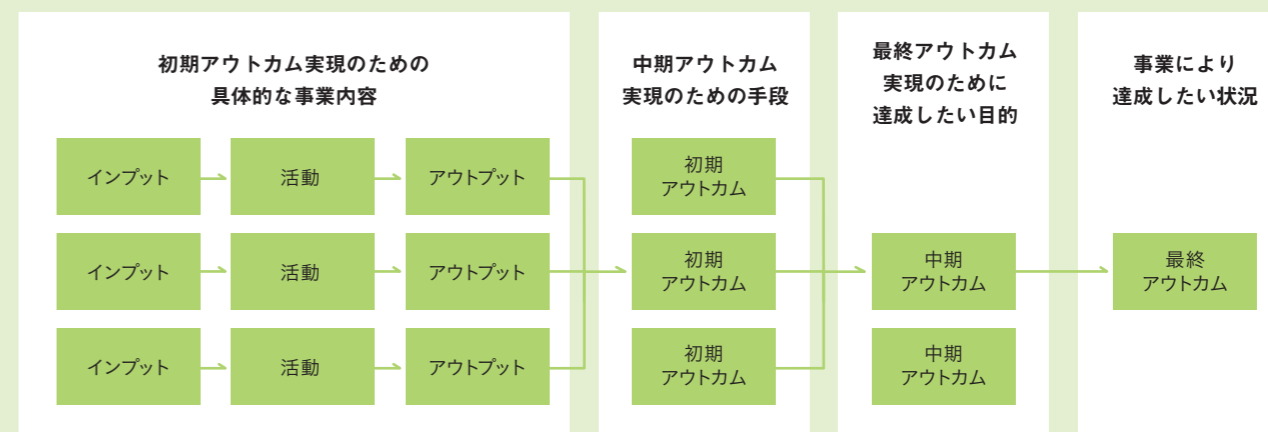 初期アウトカム実現のための
具体的な事業内容
インプット
活動
アウトプット
インプット
活動
アウトプット
インプット
活動
アウトプット
中期アウトカム
実現のための手段
初期
アウトカム
初期
アウトカム
初期
アウトカム
最終アウトカム
実現のために
達成したい目的
中期
アウトカム
中期
アウトカム
事業により
達成したい状況
最終
アウトカム